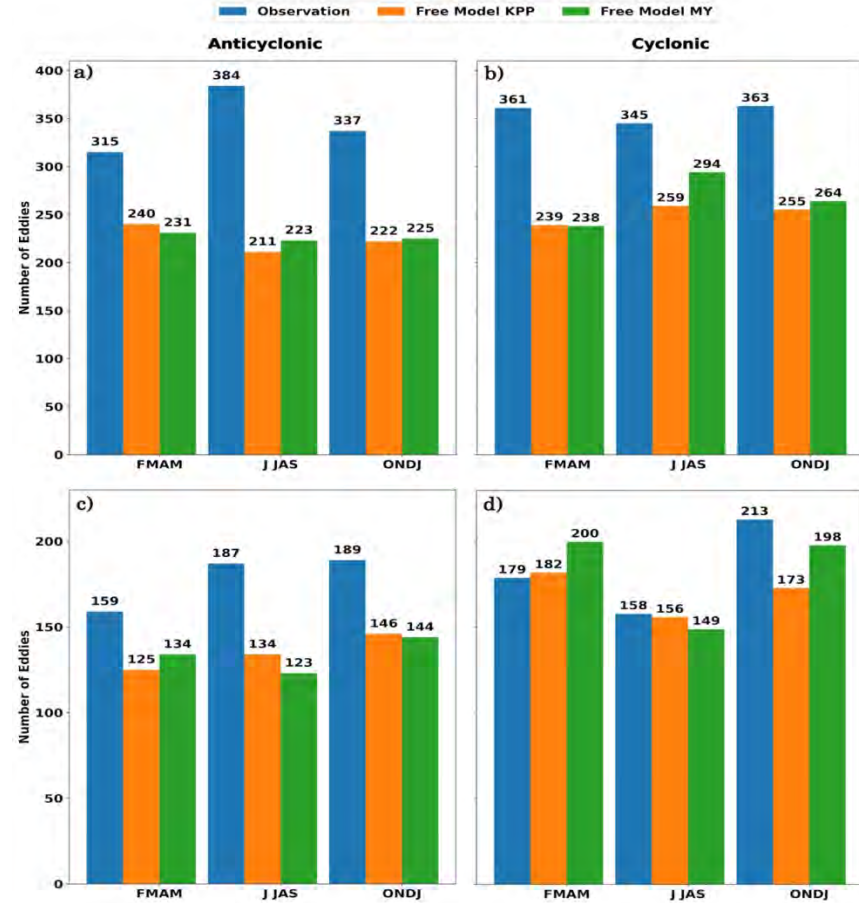 Observation Free Model KPP Free Model MY
Anticyclonic Cyclonic
a)
Number of Eddies
400
350
300
250
200
150
100
50
0
315 240 231
384 211 223
337 222 225
FMAM J JAS ONDJ
b)
361 239 238
345 259 294
363 255 264
FMAM J JAS ONDJ
c)
Number of Eddies
200
150
100
50
0
159 125 134
187 134 123
189 146 144
FMAM J JAS ONDJ
d)
179 182 200
158 156 149
213 173 198
FMAM J JAS ONDJ